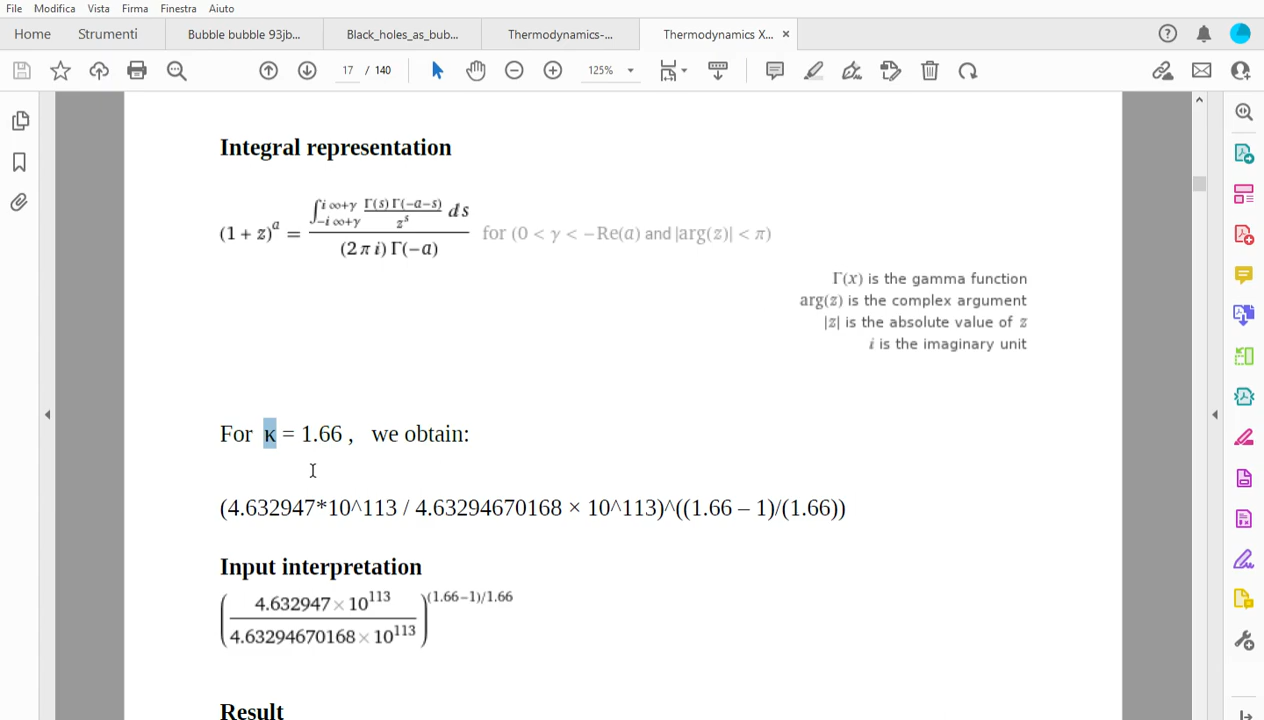 File Modifica Vista Firma Finestra Aiuto
Home Strumenti Bubble bubble 93jb... Black_holes_as_bub... Thermodynamics-... Thermodynamics X... ×
17 / 140 125%
Integral representation
(1 + z)^a = ∫_{-i ∞+γ}^{i ∞+γ} Γ(s) Γ(-a-s) / z^s ds / (2 π i) Γ(-a) for (0 < γ < -Re(a) and |arg(z)| < π)
Γ(x) is the gamma function
arg(z) is the complex argument
|z| is the absolute value of z
i is the imaginary unit
For κ = 1.66 , we obtain:
(4.632947*10^113 / 4.63294670168 × 10^113)^((1.66 – 1)/(1.66))
Input interpretation
(4.632947 × 10^113 / 4.63294670168 × 10^113)^(1.66-1)/1.66
Result